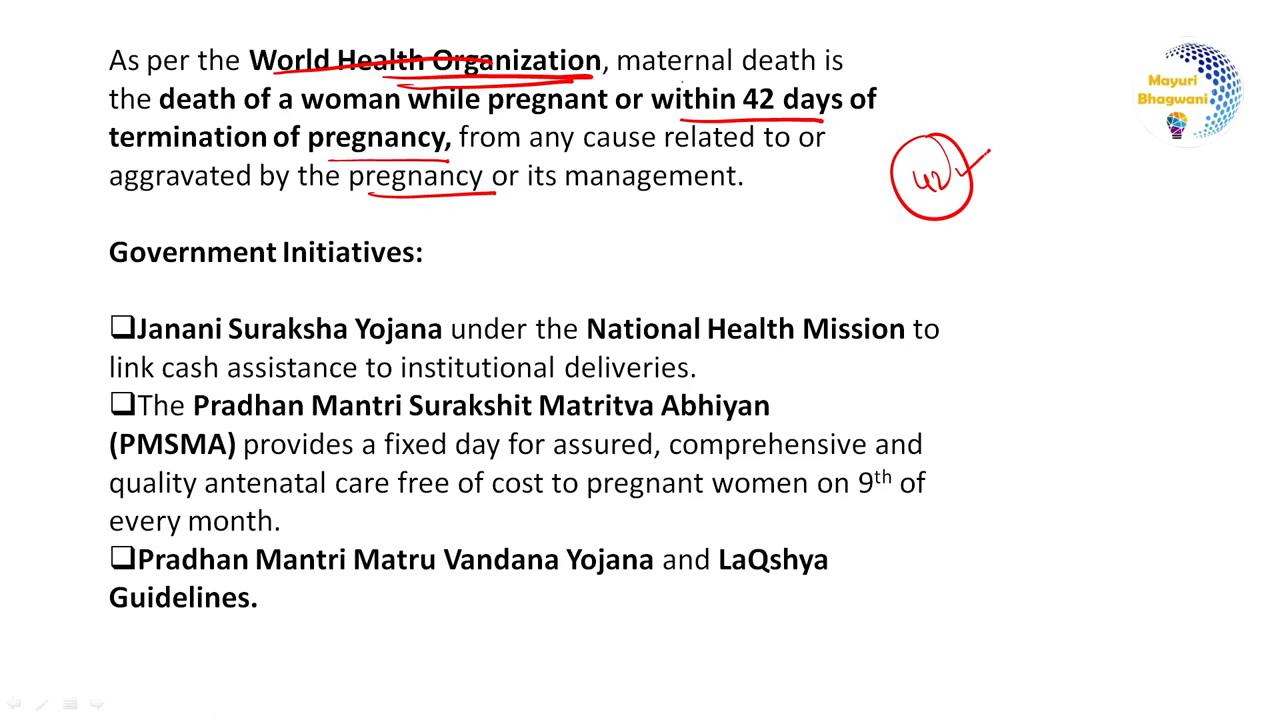 As per the World Health Organization, maternal death is
the death of a woman while pregnant or within 42 days of
termination of pregnancy, from any cause related to or
aggravated by the pregnancy or its management.
42
Mayuri
Bhagwani
Government Initiatives:
❑Janani Suraksha Yojana under the National Health Mission to
link cash assistance to institutional deliveries.
❑The Pradhan Mantri Surakshit Matritva Abhiyan
(PMSMA) provides a fixed day for assured, comprehensive and
quality antenatal care free of cost to pregnant women on 9th of
every month.
❑Pradhan Mantri Matru Vandana Yojana and LaQshya
Guidelines.